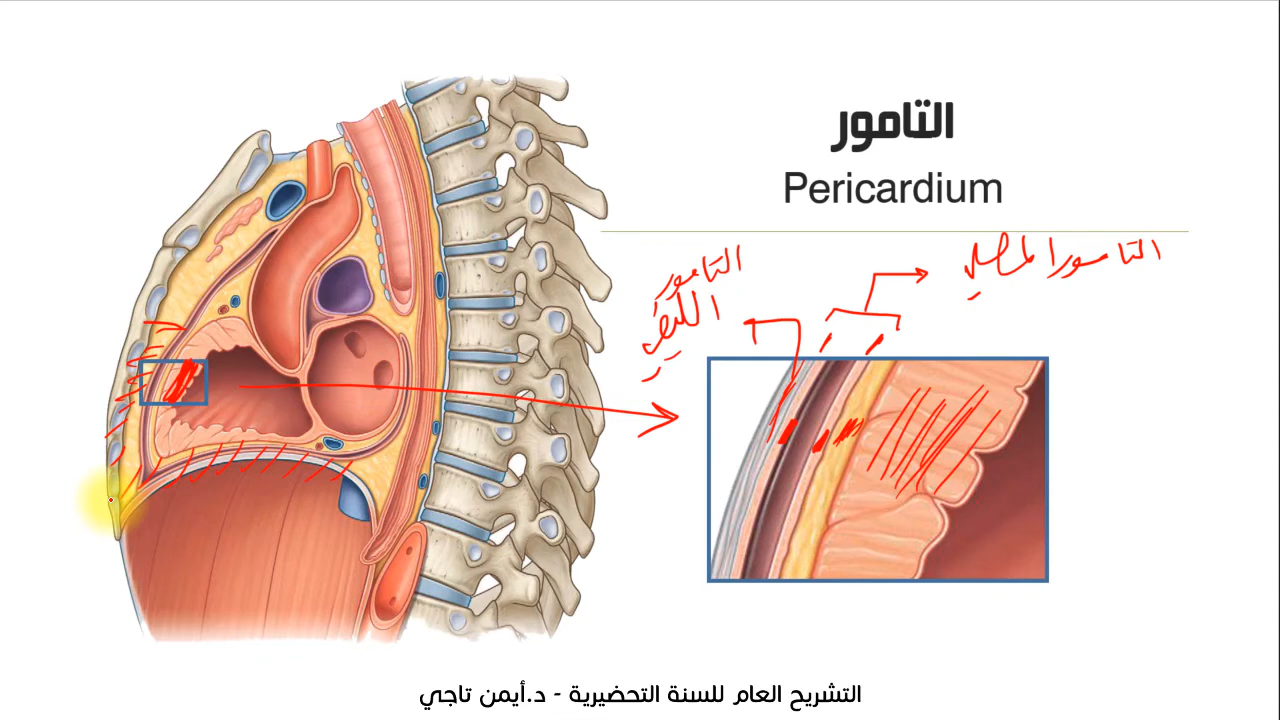 التامور
Pericardium
التامور المصلي
التامور
الليفي
التشريح العام للسنة التحضيرية - د.أيمن تاجي